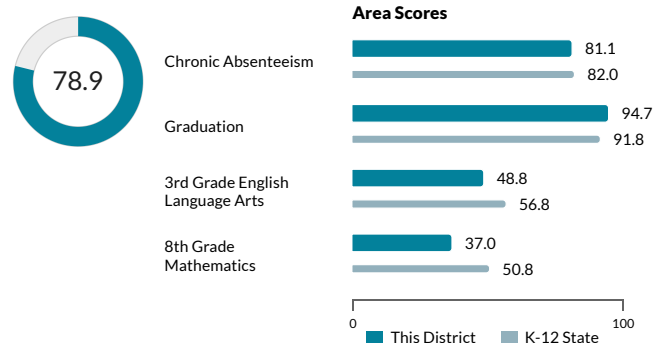 78.9
Area Scores
Chronic Absenteeism
81.1
82.0
Graduation
94.7
91.8
3rd Grade English
Language Arts
48.8
56.8
8th Grade
Mathematics
37.0
50.8
0
100
This District
K-12 State